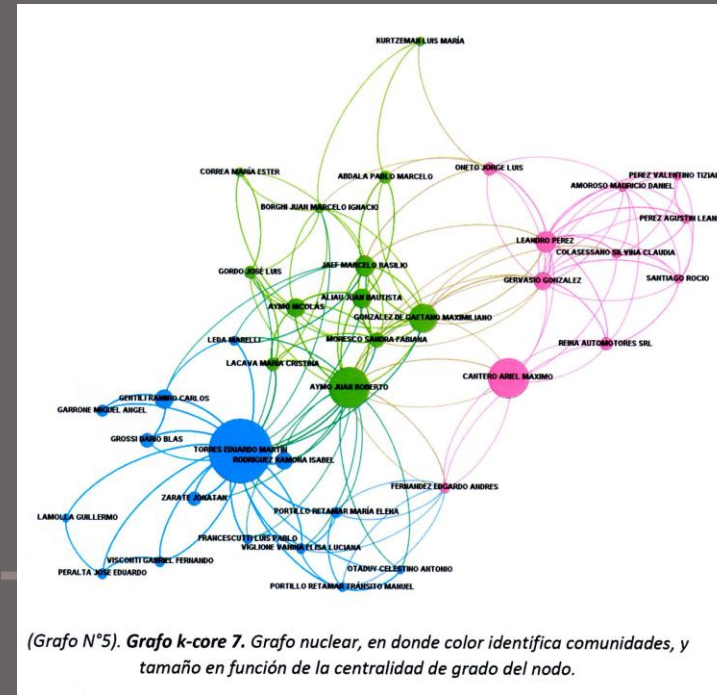 KURTZEMAN LUIS MARÍA
CORREA MARÍA ESTER
ABDALA PABLO MARCELO
ONETO JORGE LUIS
PEREZ VALENTINO TIZIAN
AMOROSO MAURICIO DANIEL
BORGHI JUAN MARCELO IGNACIO
PEREZ AGUSTIN LEAN
LEANDRO PEREZ
COLASESSANO SILVINA CLAUDIA
JAEF MARCELO BASILIO
GORDO JOSÉ LUIS
GERVASIO GONZALEZ
SANTIAGO ROCIO
ALIAU JUAN BAUTISTA
AYMO NICOLÁS
GONZALEZ DE GAETANO MAXIMILIANO
LEDA MARELLI
MORESCO SANDRA FABIANA
REINA AUTOMOTORES SRL
LACAVA MARIA CRISTINA
CANTERO ARIEL MAXIMO
AYMO JUAN ROBERTO
GENTILI RAMIRO CARLOS
GARRONE MIGUEL ANGEL
GROSSI DARIO BLAS
TORRES EDUARDO MARTIN
RODRIGUEZ RAMONA ISABEL
FERNANDEZ EDGARDO ANDRES
ZARATE JONATAN
PORTILLO RETAMAR MARÍA ELENA
LAMOLLA GUILLERMO
FRANCESCUTTI LUIS PABLO
VIGLIONE VANINA ELISA LUCIANA
VISCONTI GABRIEL FERNANDO
OTADUY CELESTINO ANTONIO
PERALTA JOSE EDUARDO
PORTILLO RETAMAR TRÁNSITO MANUEL
(Grafo N°5). Grafo k-core 7. Grafo nuclear, en donde color identifica comunidades, y
tamaño en función de la centralidad de grado del nodo.